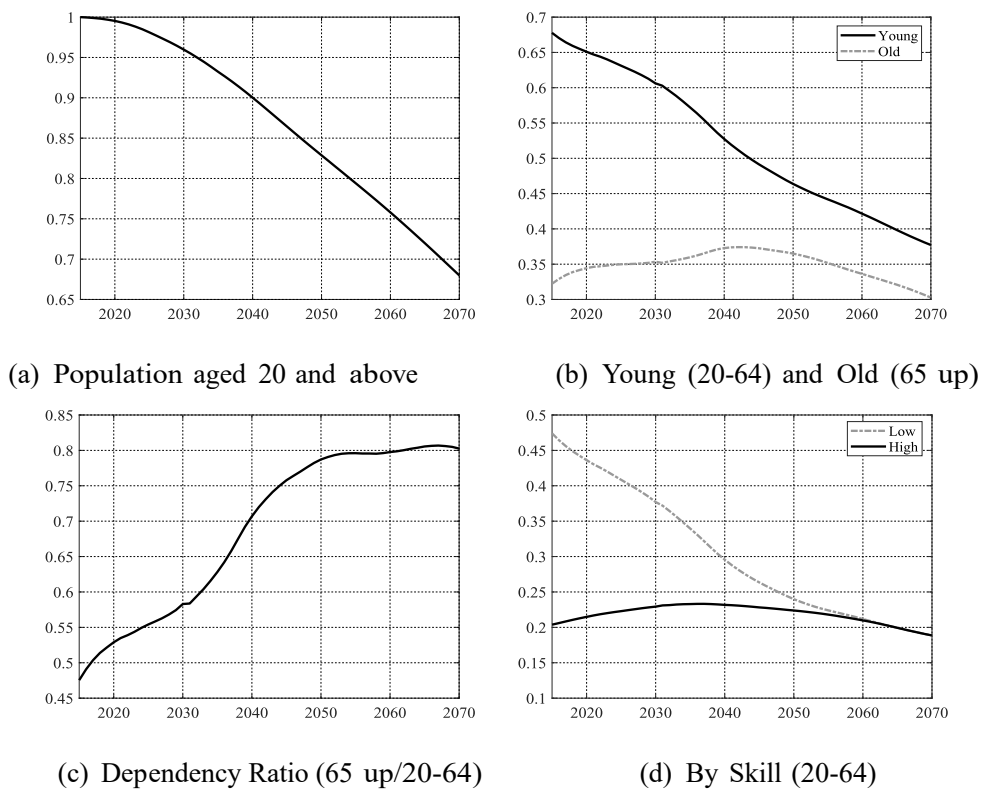 1
0.95
0.9
0.85
0.8
0.75
0.7
0.65
2020 2030 2040 2050 2060 2070
(a) Population aged 20 and above
0.7
0.65
0.6
0.55
0.5
0.45
0.4
0.35
0.3
2020 2030 2040 2050 2060 2070
Young
Old
(b) Young (20-64) and Old (65 up)
0.85
0.8
0.75
0.7
0.65
0.6
0.55
0.5
0.45
2020 2030 2040 2050 2060 2070
(c) Dependency Ratio (65 up/20-64)
0.5
0.45
0.4
0.35
0.3
0.25
0.2
0.15
0.1
2020 2030 2040 2050 2060 2070
Low
High
(d) By Skill (20-64)